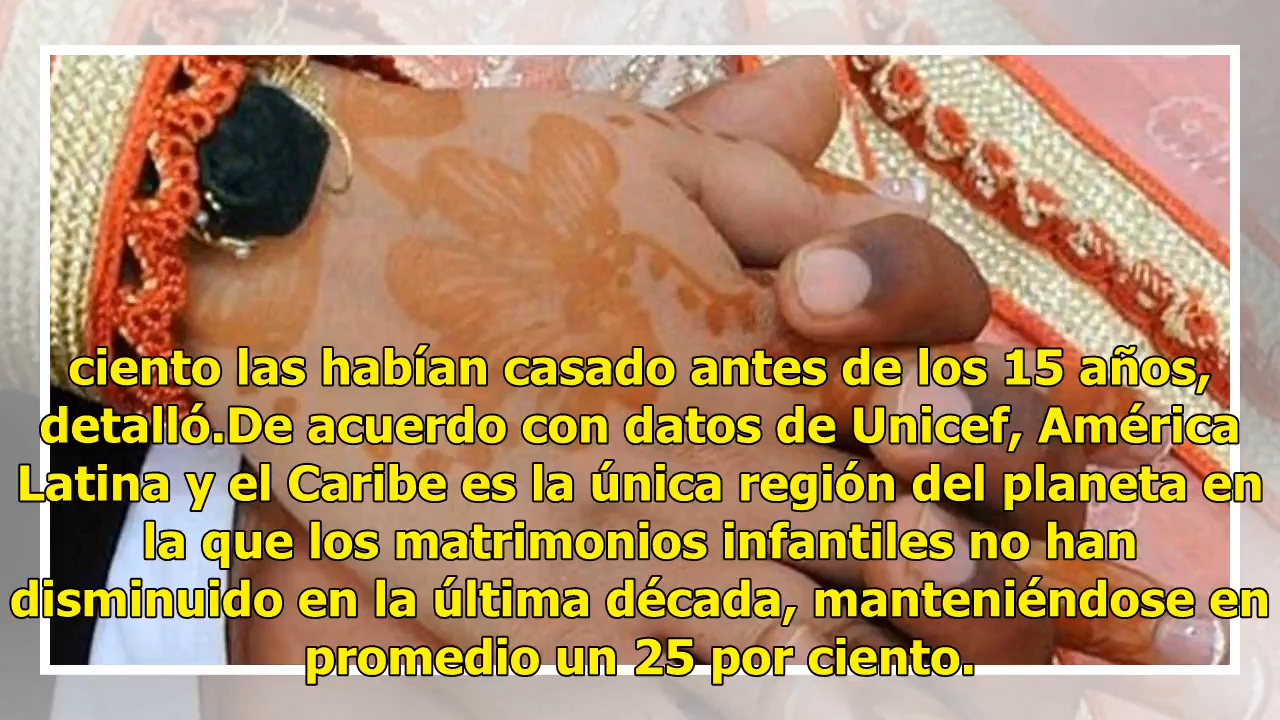 ciento las habían casado antes de los 15 años,
detalló.De acuerdo con datos de Unicef, América
Latina y el Caribe es la única región del planeta en
la que los matrimonios infantiles no han
disminuido en la última década, manteniéndose en
promedio un 25 por ciento.